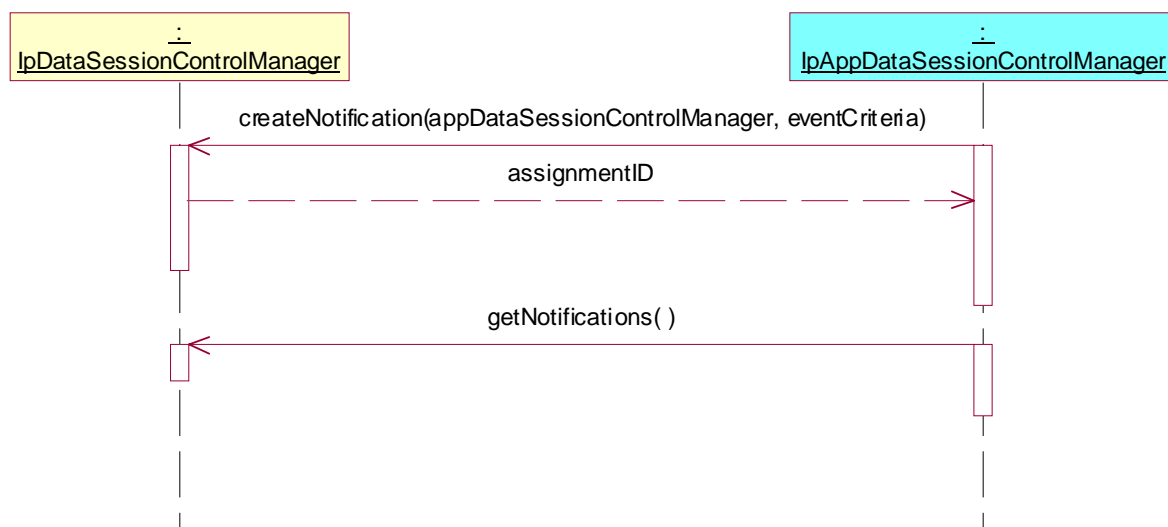 :
IpDataSessionControlManager
:
IpAppDataSessionControlManager
createNotification(appDataSessionControlManager, eventCriteria)
assignmentID
getNotifications( )